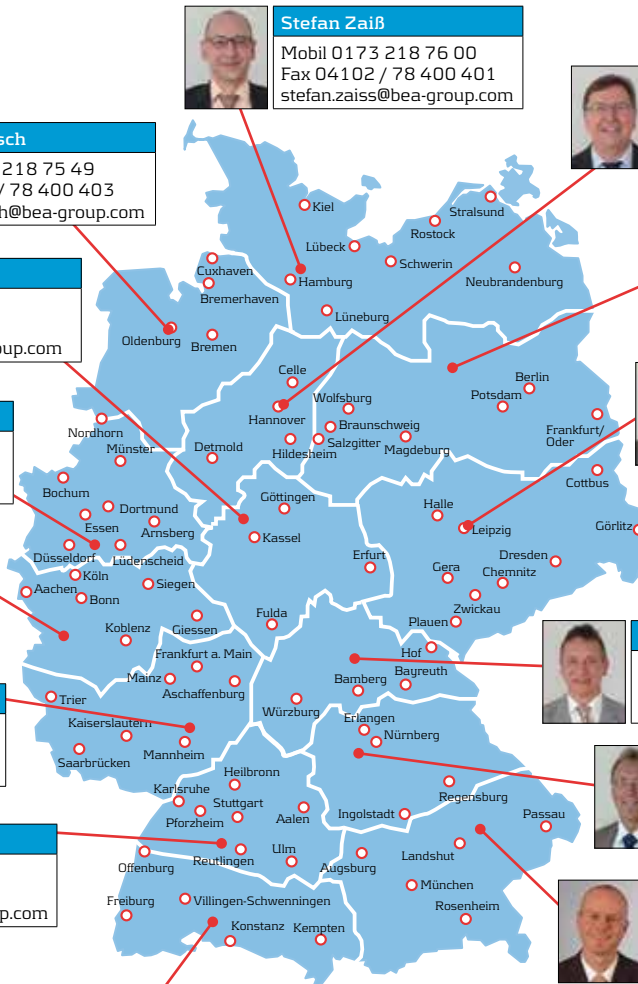 Stefan Zaiß
Mobil 0173 218 76 00
Fax 04102 / 78 400 401
stefan.zaiss@bea-group.com
sch
218 75 49
/ 78 400 403
h@bea-group.com
oup.com
p.com
Kiel
Stralsund
Rostock
Lübeck
Schwerin
Cuxhaven
Hamburg
Neubrandenburg
Bremerhaven
Lüneburg
Oldenburg
Bremen
Celle
Berlin
Wolfsburg
Potsdam
Hannover
Braunschweig
Frankfurt/
Oder
Nordhorn
Hildesheim
Salzgitter
Magdeburg
Münster
Detmold
Cottbus
Bochum
Göttingen
Halle
Dortmund
Essen
Arnsberg
Leipzig
Görlitz
Kassel
Düsseldorf
Lüdenscheid
Erfurt
Dresden
Köln
Gera
Chemnitz
Aachen
Siegen
Bonn
Zwickau
Koblenz
Giessen
Fulda
Plauen
Frankfurt a. Main
Hof
Mainz
Aschaffenburg
Bamberg
Bayreuth
Trier
Würzburg
Kaiserslautern
Erlangen
Nürnberg
Saarbrücken
Mannheim
Heilbronn
Karlsruhe
Stuttgart
Regensburg
Pforzheim
Aalen
Ingolstadt
Passau
Ulm
Landshut
Offenburg
Reutlingen
Augsburg
München
Freiburg
Villingen-Schwenningen
Rosenheim
Konstanz
Kempten